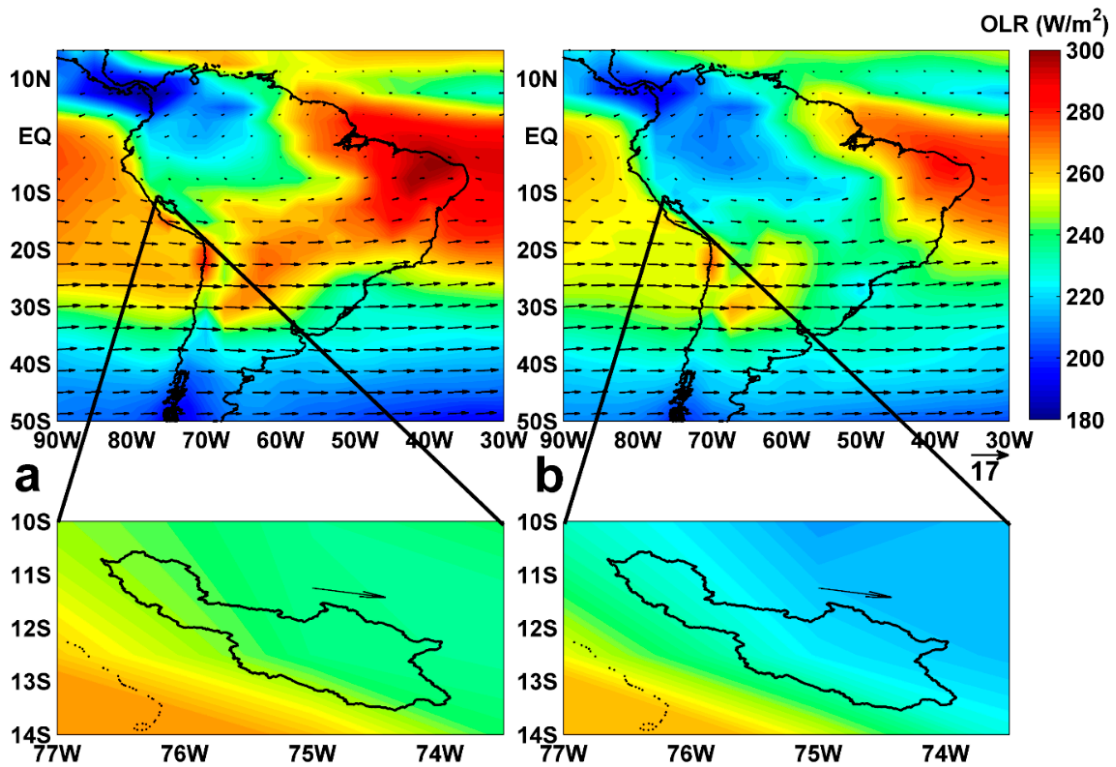 OLR (W/m²)
10N
EQ
10S
20S
30S
40S
50S
90W 80W 70W 60W 50W 40W 30W
90W 80W 70W 60W 50W 40W 30W
10N
EQ
10S
20S
30S
40S
50S
300
280
260
240
220
200
180
17
a
b
10S
11S
12S
13S
14S
77W 76W 75W 74W
10S
11S
12S
13S
14S
77W 76W 75W 74W